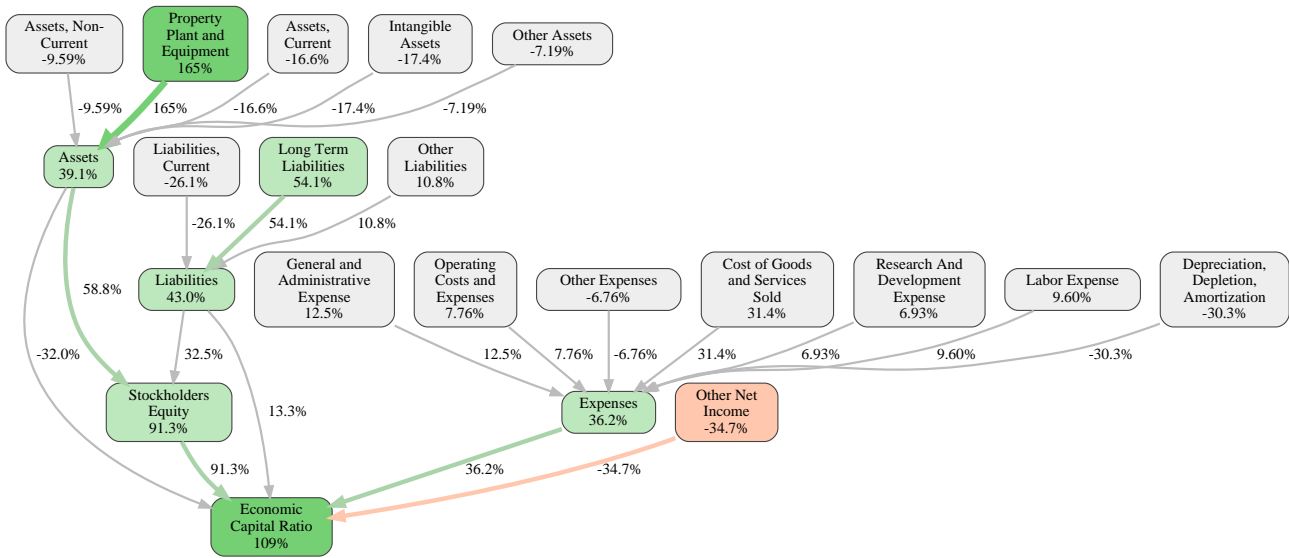 Assets, Non-
Current
-9.59%
Property
Plant and
Equipment
165%
Assets,
Current
-16.6%
Intangible
Assets
-17.4%
Other Assets
-7.19%
-9.59%
165%
-16.6%
-17.4%
-7.19%
Assets
39.1%
Liabilities,
Current
-26.1%
Long Term
Liabilities
54.1%
Other
Liabilities
10.8%
-26.1%
54.1%
10.8%
Liabilities
43.0%
General and
Administrative
Expense
12.5%
Operating
Costs and
Expenses
7.76%
Other Expenses
-6.76%
Cost of Goods
and Services
Sold
31.4%
Research And
Development
Expense
6.93%
Labor Expense
9.60%
Depreciation,
Depletion,
Amortization
-30.3%
58.8%
-32.0%
32.5%
12.5%
7.76%
-6.76%
31.4%
6.93%
9.60%
-30.3%
Stockholders
Equity
91.3%
13.3%
Expenses
36.2%
Other Net
Income
-34.7%
91.3%
36.2%
-34.7%
Economic
Capital Ratio
109%